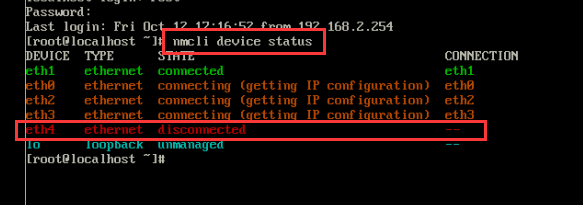 Password:
Last login: Fri Oct 12 17:16:52 from 192.168.2.254
[root@localhost ~]# nmcli device status
DEVICE TYPE STATE CONNECTION
eth1 ethernet connected eth1
eth0 ethernet connecting (getting IP configuration) eth0
eth2 ethernet connecting (getting IP configuration) eth2
eth3 ethernet connecting (getting IP configuration) eth3
eth4 ethernet disconnected --
lo loopback unmanaged --
[root@localhost ~]#